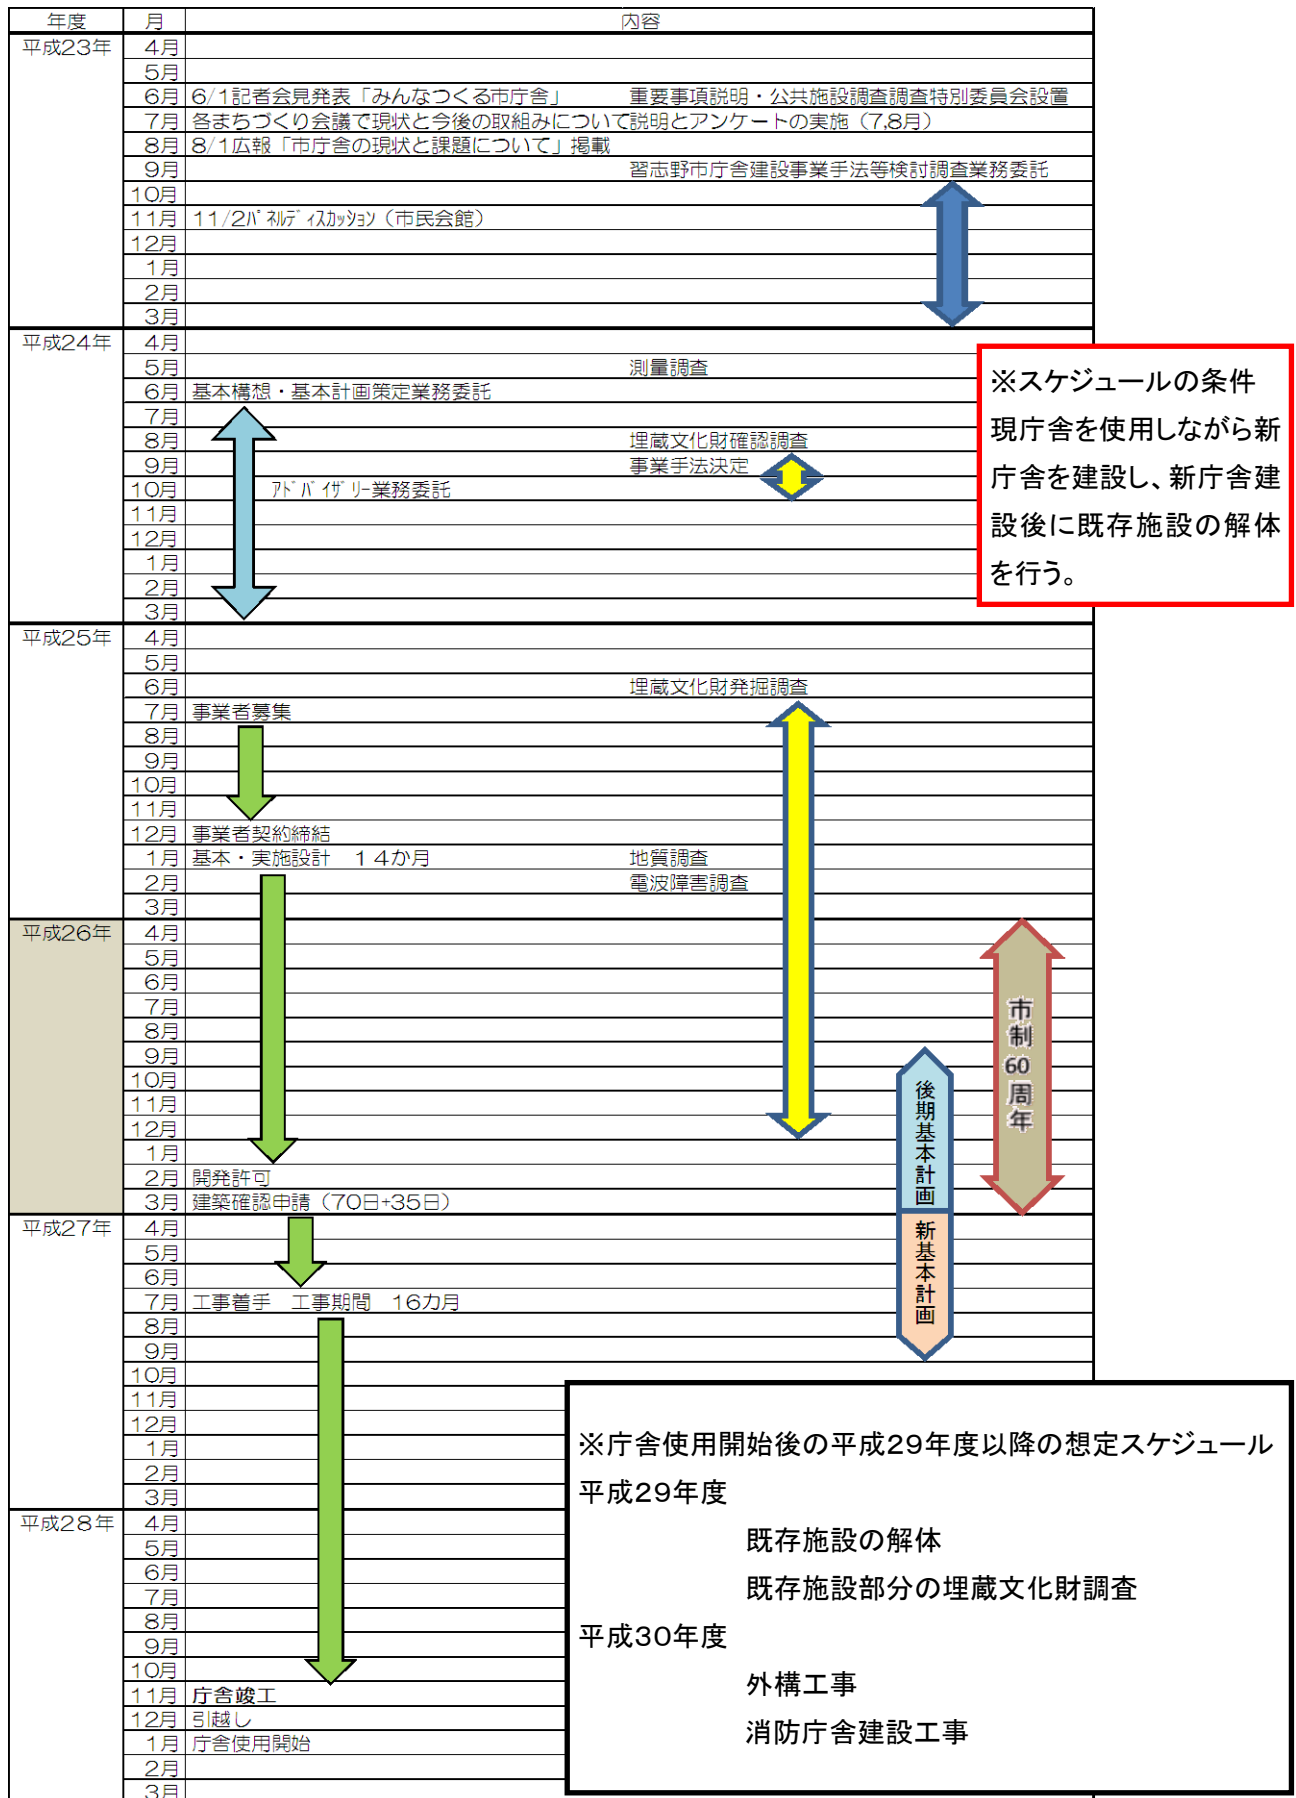 年度 月 内容
平成23年 4月
5月
6月 6/1記者会見発表「みんなつくる市庁舎」 重要事項説明・公共施設調査調査特別委員会設置
7月 各まちづくり会議で現状と今後の取組みについて説明とアンケートの実施（7,8月）
8月 8/1広報「市庁舎の現状と課題について」掲載
9月 習志野市庁舎建設事業手法等検討調査業務委託
10月
11月 11/2ﾊﾟﾈﾙﾃﾞｨｽｶｯｼｮﾝ（市民会館）
12月
1月
2月
3月
平成24年 4月
5月 測量調査
6月 基本構想・基本計画策定業務委託
7月
8月 埋蔵文化財確認調査
9月 事業手法決定
10月 ｱﾄﾞﾊﾞｲｻﾞﾘｰ業務委託
11月
12月
1月
2月
3月
※スケジュールの条件
現庁舎を使用しながら新
庁舎を建設し、新庁舎建
設後に既存施設の解体
を行う。
平成25年 4月
5月
6月 埋蔵文化財発掘調査
7月 事業者募集
8月
9月
10月
11月
12月 事業者契約締結
1月 基本・実施設計 14か月 地質調査
2月 電波障害調査
3月
平成26年 4月
5月
6月
7月
8月
9月
10月
11月
12月
1月
2月 開発許可
3月 建築確認申請（70日+35日）
市制60周年
後期基本計画
新基本計画
平成27年 4月
5月
6月
7月 工事着手 工事期間 16カ月
8月
9月
10月
11月
12月
1月
2月
3月
平成28年 4月
5月
6月
7月
8月
9月
10月
11月 庁舎竣工
12月 引越し
1月 庁舎使用開始
2月
3月
※庁舎使用開始後の平成29年度以降の想定スケジュール
平成29年度
既存施設の解体
既存施設部分の埋蔵文化財調査
平成30年度
外構工事
消防庁舎建設工事